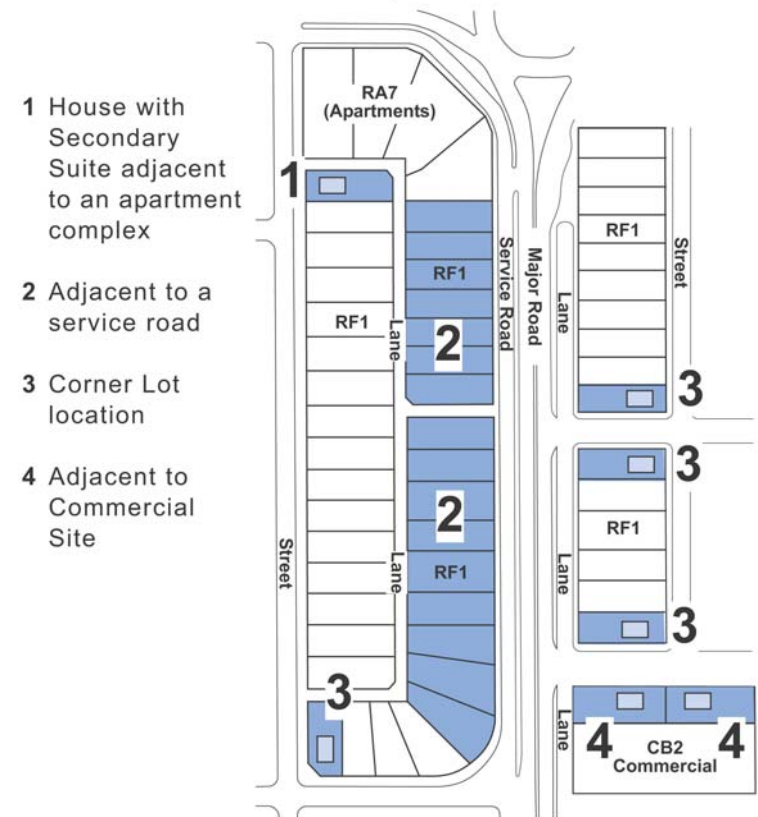 1 House with
Secondary
Suite adjacent
to an apartment
complex
2 Adjacent to a
service road
3 Corner Lot
location
4 Adjacent to
Commercial
Site
RA7
(Apartments)
1
RF1
RF1
Lane
2
Service Road
Major Road
Lane
RF1
Street
3
2
RF1
Street
Lane
3
Lane
RF1
3
3
Lane
4
4
CB2
Commercial